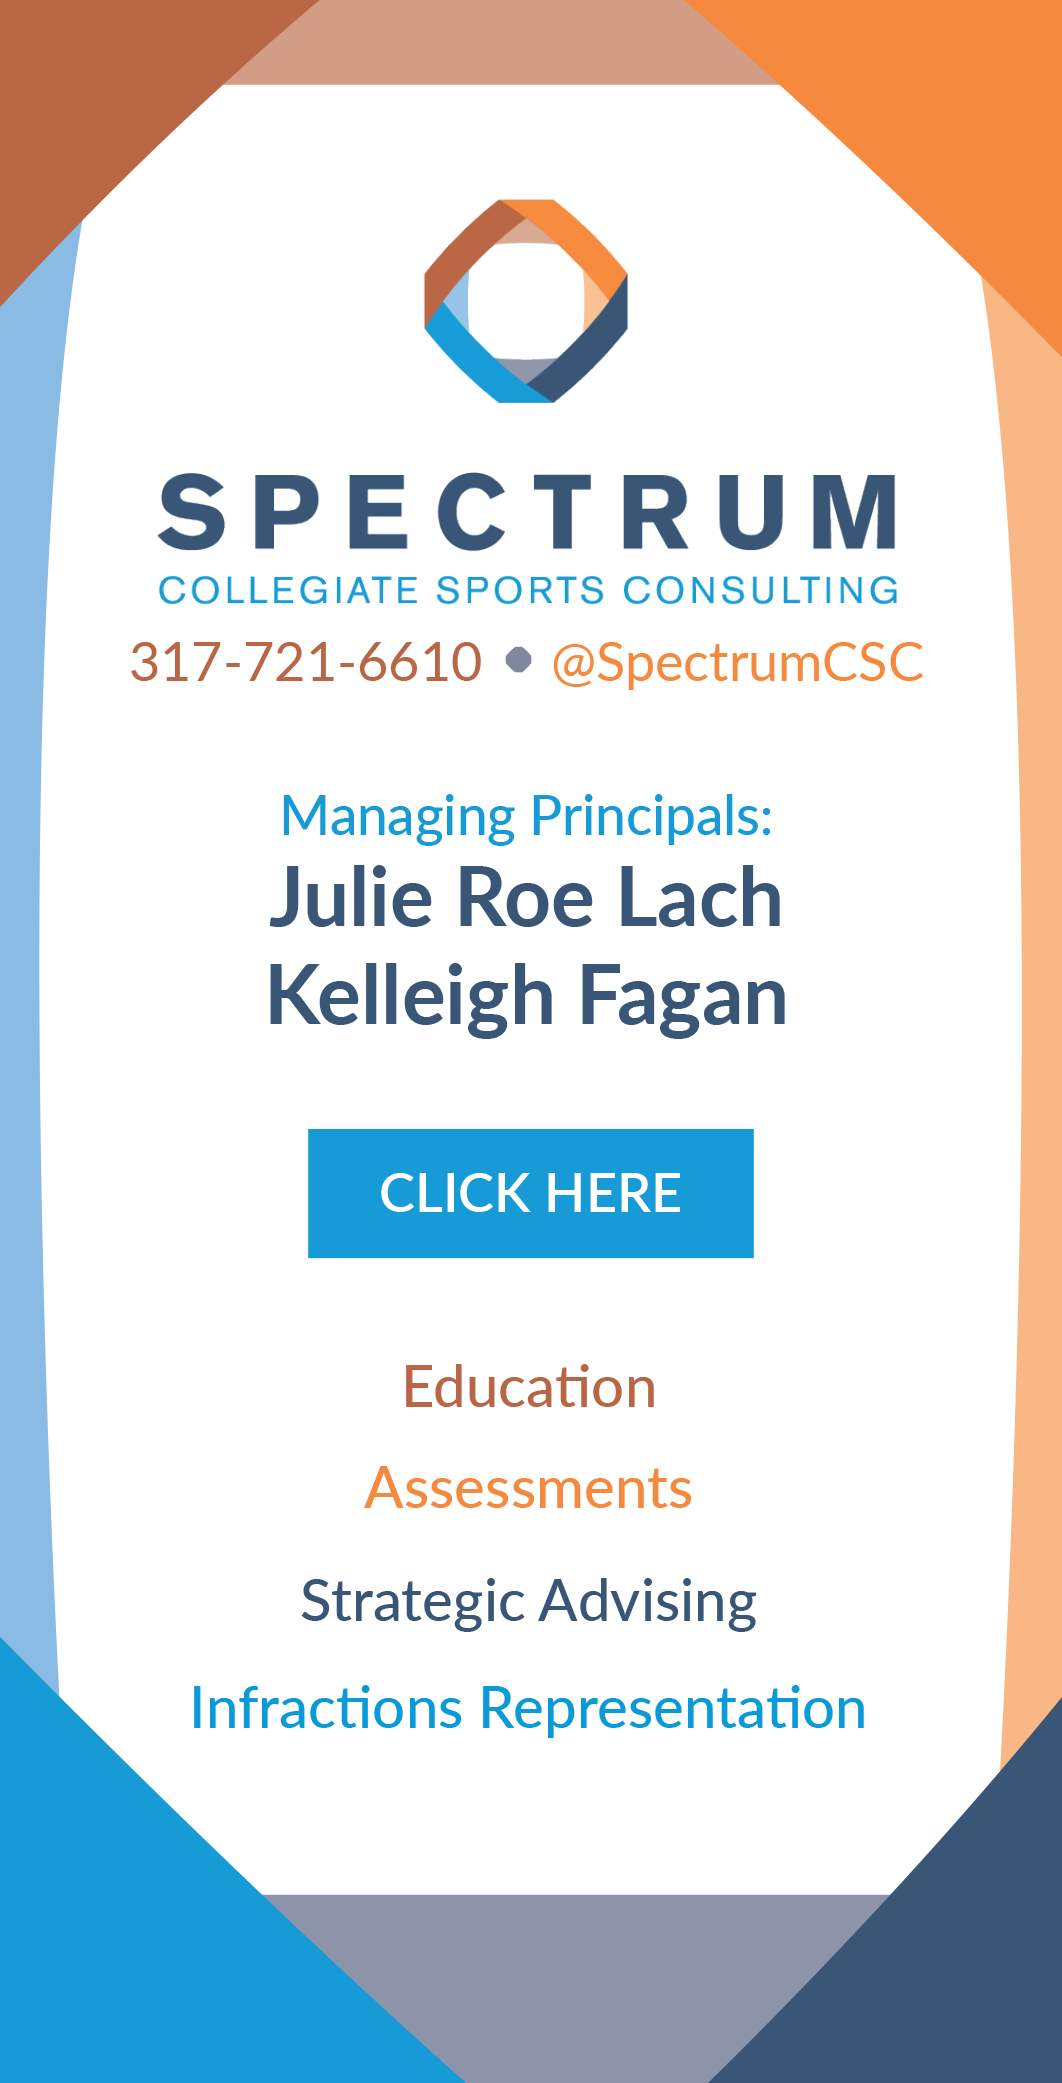 SPECTRUM
COLLEGIATE SPORTS CONSULTING
317-721-6610 • @SpectrumCSC
Managing Principals:
Julie Roe Lach
Kelleigh Fagan
CLICK HERE
Education
Assessments
Strategic Advising
Infractions Representation